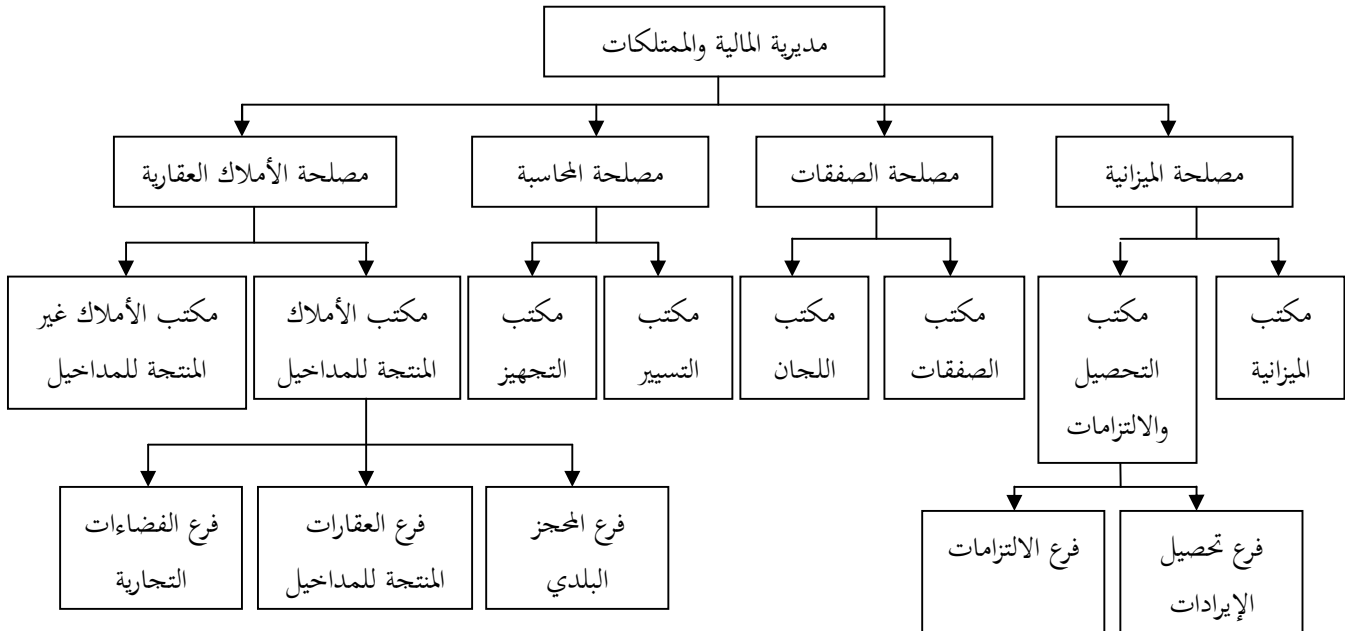 مديرية المالية والممتلكات
مصلحة الميزانية
مصلحة الصفقات
مصلحة المحاسبة
مصلحة الأملاك العقارية
مكتب
الميزانية
مكتب
التحصيل
والالتزامات
مكتب
الصفقات
مكتب
اللجان
مكتب
التسيير
مكتب
التجهيز
مكتب الأملاك
المنتجة للمداخيل
مكتب الأملاك غير
المنتجة للمداخيل
فرع تحصيل
الإيرادات
فرع الالتزامات
فرع المحجز
البلدي
فرع العقارات
المنتجة للمداخيل
فرع الفضاءات
التجارية